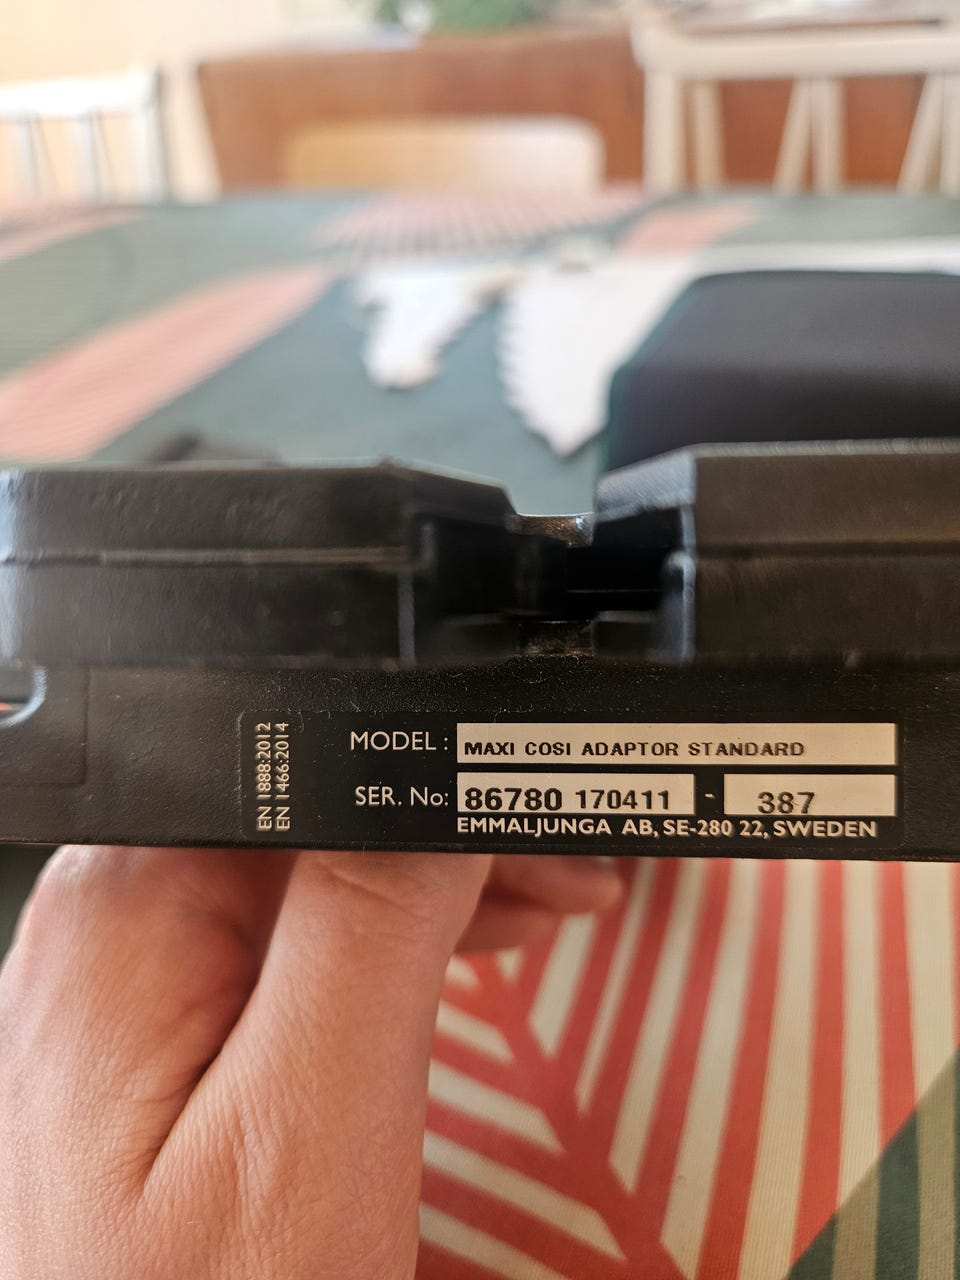 EN 1888:2012
EN 1466:2014
MODEL : MAXI COSI ADAPTOR STANDARD
SER. No: 86780 170411 - 387
EMMALJUNGA AB, SE-280 22, SWEDEN